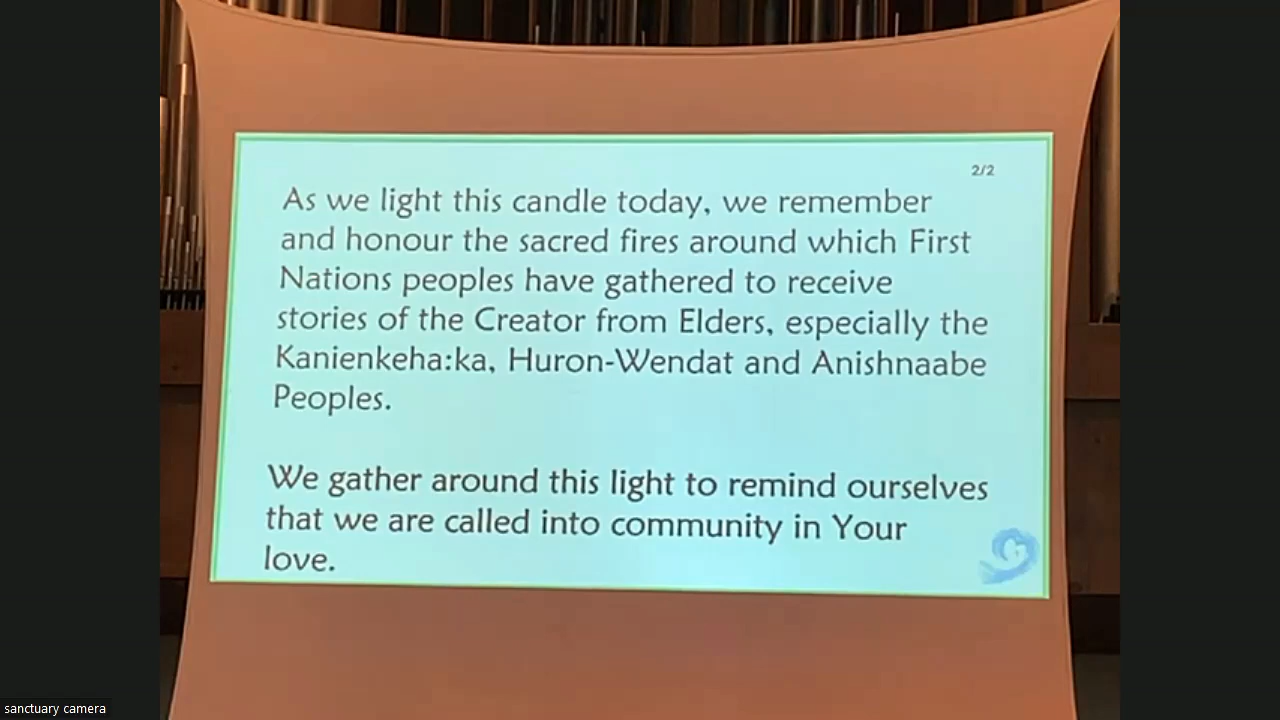 2/2
As we light this candle today, we remember
and honour the sacred fires around which First
Nations peoples have gathered to receive
stories of the Creator from Elders, especially the
Kanienkeha:ka, Huron-Wendat and Anishnaabe
Peoples.
We gather around this light to remind ourselves
that we are called into community in Your
love.
sanctuary camera